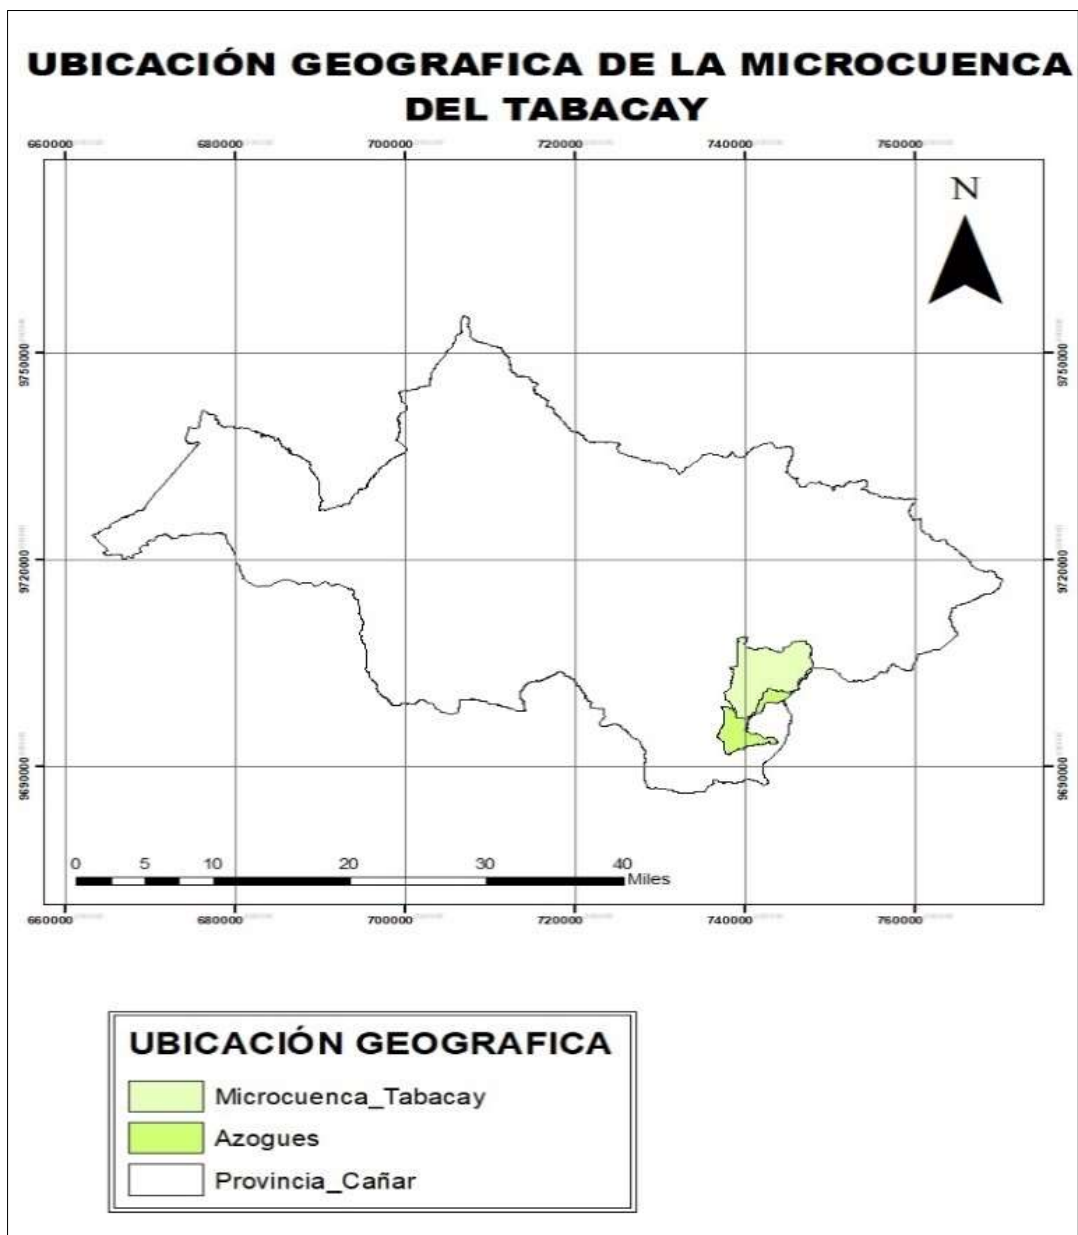 UBICACIÓN GEOGRAFICA DE LA MICROCUENCA
DEL TABACAY
660000 680000 700000 720000 740000 760000
N
9750000 9750000
9720000 9720000
9690000 9690000
0 5 10 20 30 40
Miles
660000 680000 700000 720000 740000 760000
UBICACIÓN GEOGRAFICA
Microcuenca_Tabacay
Azogues
Provincia_Cañar